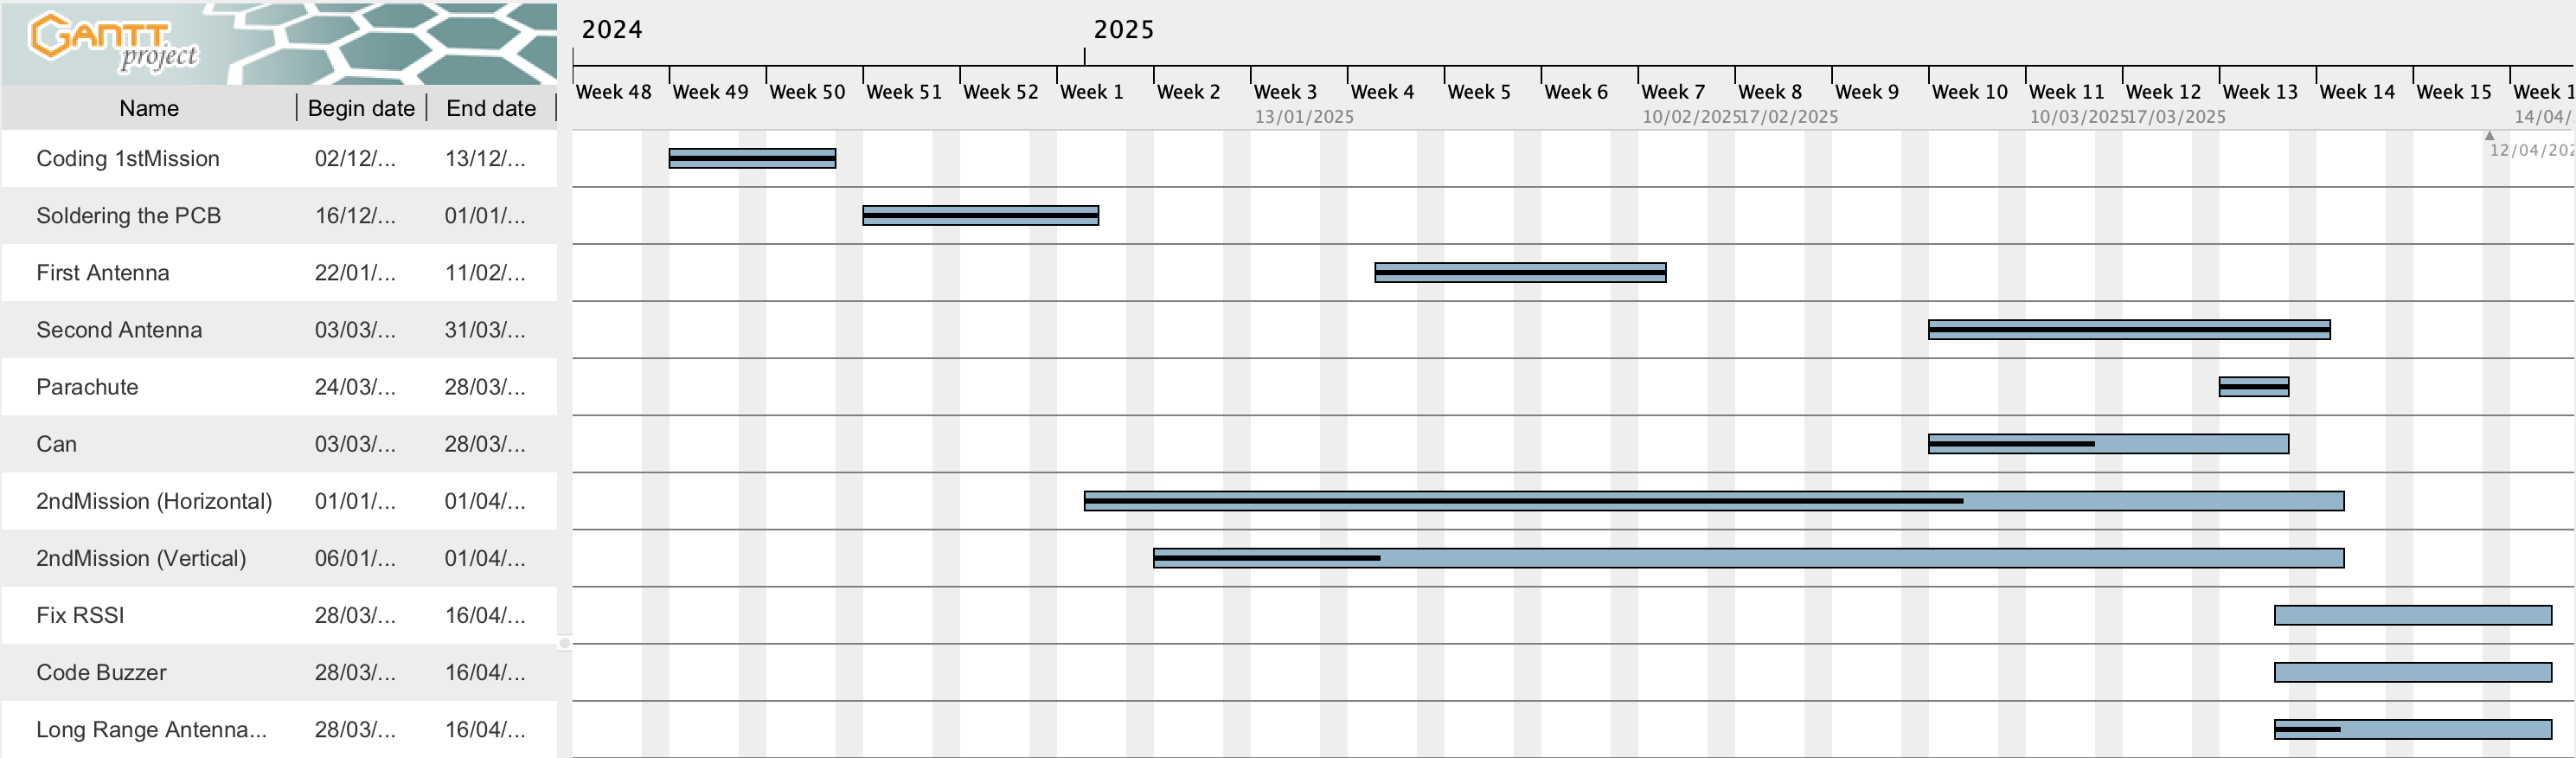 GANTT
project
2024 2025
Week 48 Week 49 Week 50 Week 51 Week 52 Week 1 Week 2 Week 3 Week 4 Week 5 Week 6 Week 7 Week 8 Week 9 Week 10 Week 11 Week 12 Week 13 Week 14 Week 15 Week 1
Name Begin date End date
13/01/2025 10/02/2025 17/02/2025 10/03/2025 17/03/2025 14/04/
12/04/202
Coding 1stMission 02/12/... 13/12/...
Soldering the PCB 16/12/... 01/01/...
First Antenna 22/01/... 11/02/...
Second Antenna 03/03/... 31/03/...
Parachute 24/03/... 28/03/...
Can 03/03/... 28/03/...
2ndMission (Horizontal) 01/01/... 01/04/...
2ndMission (Vertical) 06/01/... 01/04/...
Fix RSSI 28/03/... 16/04/...
Code Buzzer 28/03/... 16/04/...
Long Range Antenna... 28/03/... 16/04/...